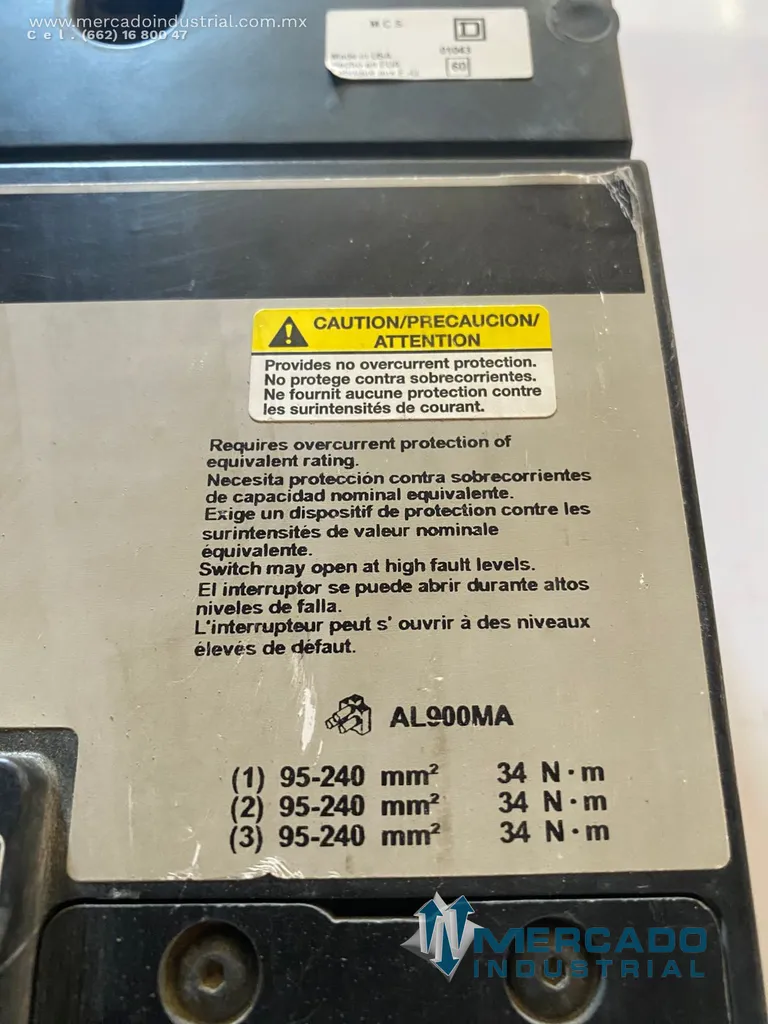 www.mercadoindustrial.com.mx
Cel. (662) 16 800 47
M C S
D
Made in USA
01043
60
CAUTION/PRECAUCION/
ATTENTION
Provides no overcurrent protection.
No protege contra sobrecorrientes.
Ne fournit aucune protection contre
les surintensités de courant.
Requires overcurrent protection of
equivalent rating.
Necesita protección contra sobrecorrientes
de capacidad nominal equivalente.
Exige un dispositif de protection contre les
surintensités de valeur nominale
équivalente.
Switch may open at high fault levels.
El interruptor se puede abrir durante altos
niveles de falla.
L'interrupteur peut s' ouvrir à des niveaux
élevés de défaut.
AL900MA
(1) 95-240 mm² 34 N·m
(2) 95-240 mm² 34 N·m
(3) 95-240 mm² 34 N·m
MERCADO
INDUSTRIAL